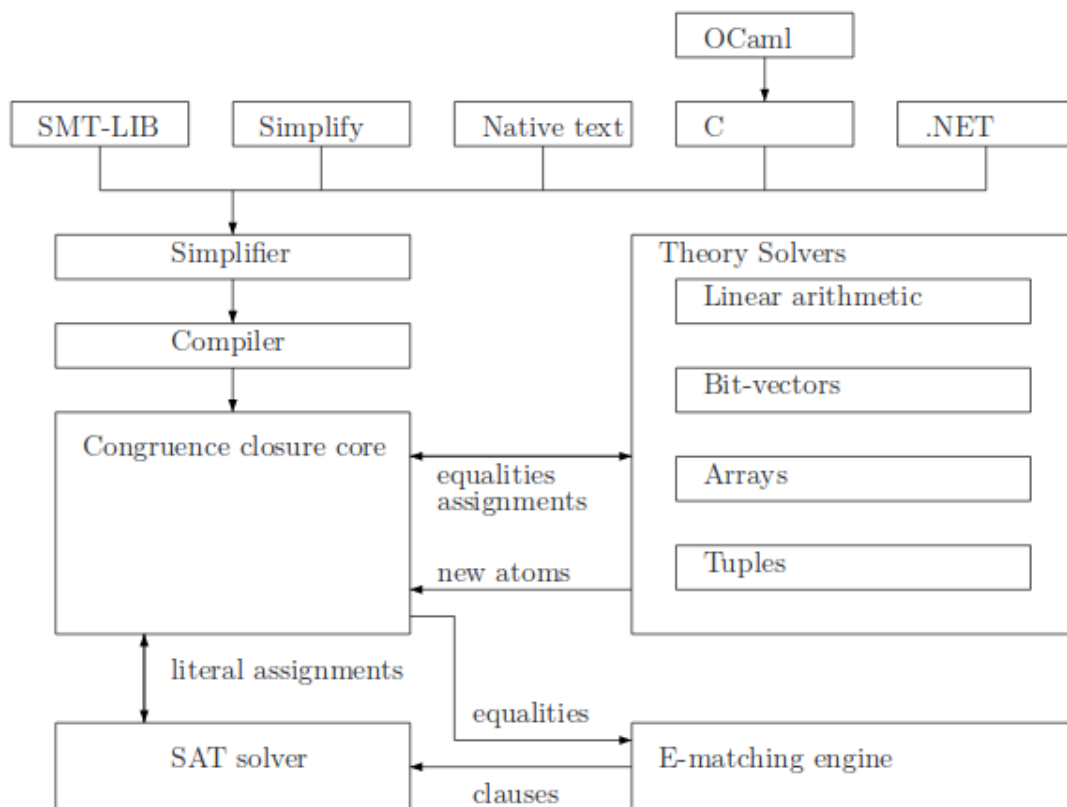 OCaml
SMT-LIB
Simplify
Native text
C
.NET
Simplifier
Theory Solvers
Linear arithmetic
Compiler
Bit-vectors
Congruence closure core
equalities
assignments
Arrays
new atoms
Tuples
literal assignments
equalities
SAT solver
E-matching engine
clauses